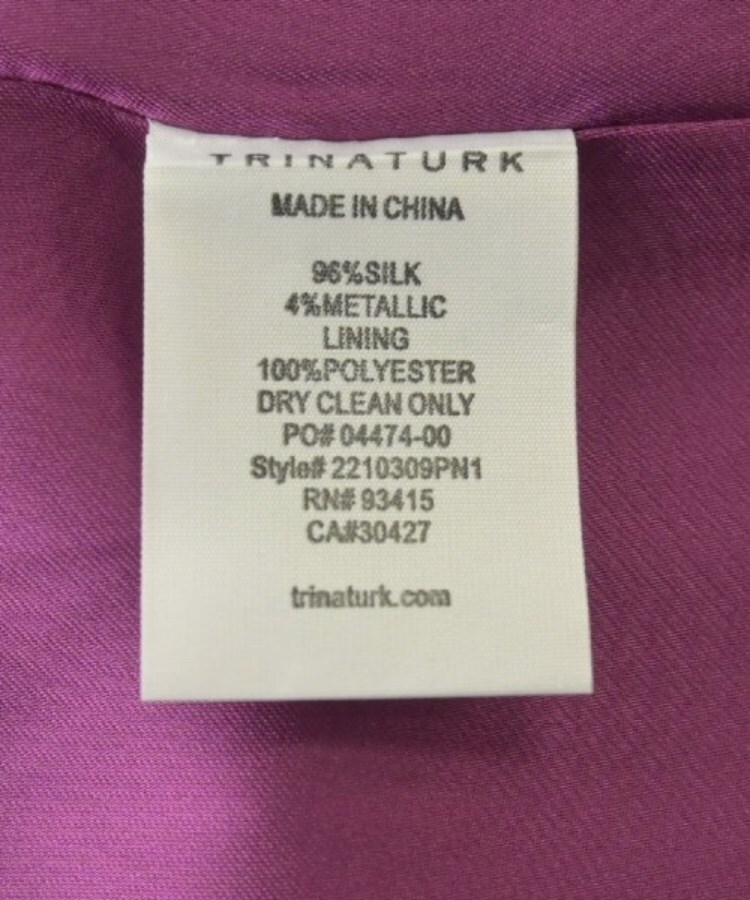 TRINATURK
MADE IN CHINA
96%SILK
4%METALLIC
LINING
100%POLYESTER
DRY CLEAN ONLY
PO# 04474-00
Style# 2210309PN1
RN# 93415
CA#30427
trinaturk.com